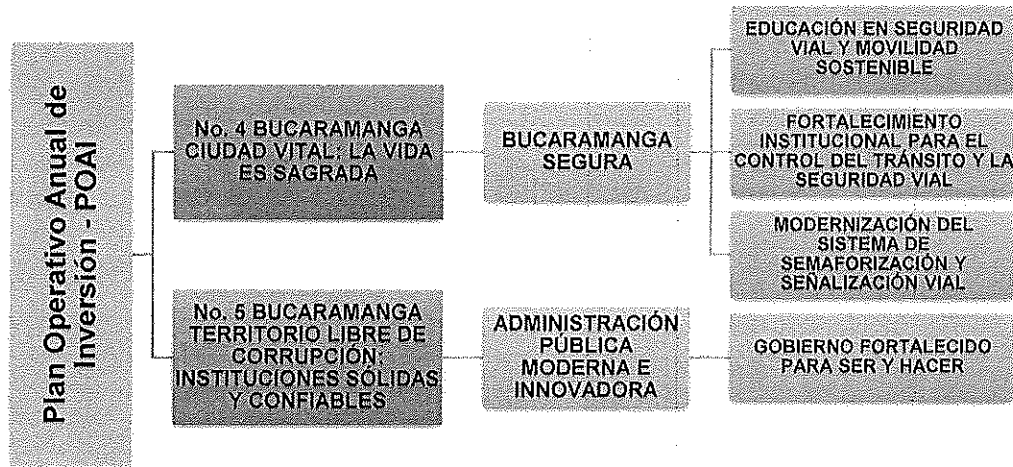 Plan Operativo Anual de
Inversión - POAI
No. 4 BUCARAMANGA
CIUDAD VITAL: LA VIDA
ES SAGRADA
BUCARAMANGA
SEGURA
EDUCACIÓN EN SEGURIDAD
VIAL Y MOVILIDAD
SOSTENIBLE
FORTALECIMIENTO
INSTITUCIONAL PARA EL
CONTROL DEL TRÁNSITO Y LA
SEGURIDAD VIAL
MODERNIZACIÓN DEL
SISTEMA DE
SEMAFORIZACIÓN Y
SEÑALIZACIÓN VIAL
No. 5 BUCARAMANGA
TERRITORIO LIBRE DE
CORRUPCIÓN:
INSTITUCIONES SÓLIDAS
Y CONFIABLES
ADMINISTRACIÓN
PÚBLICA
MODERNA E
INNOVADORA
GOBIERNO FORTALECIDO
PARA SER Y HACER